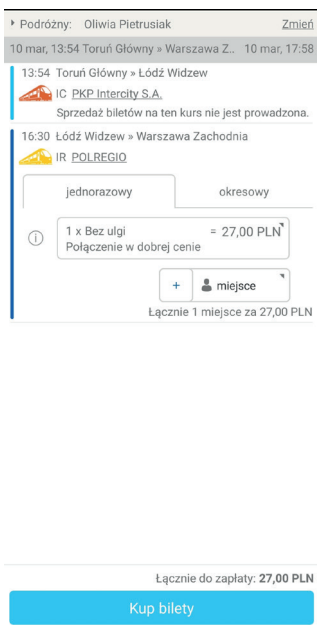 Podróżny: Oliwia Pietrusiak Zmień
10 mar, 13:54 Toruń Główny » Warszawa Z.. 10 mar, 17:58
13:54 Toruń Główny » Łódź Widzew
IC PKP Intercity S.A.
Sprzedaż biletów na ten kurs nie jest prowadzona.
16:30 Łódź Widzew » Warszawa Zachodnia
IR POLREGIO
jednorazowy okresowy
1 x Bez ulgi = 27,00 PLN
Połączenie w dobrej cenie
+ miejsce
Łącznie 1 miejsce za 27,00 PLN
Łącznie do zapłaty: 27,00 PLN
Kup bilety